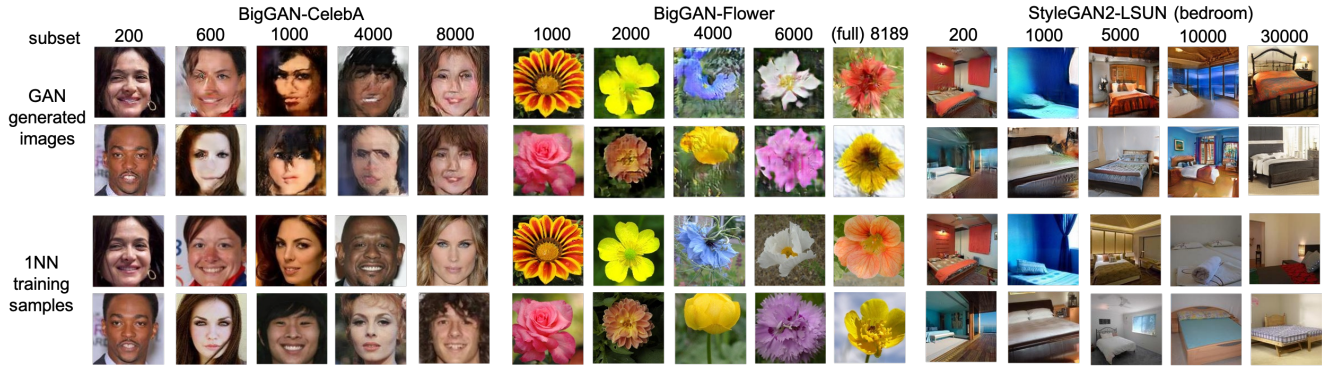 BigGAN-CelebA BigGAN-Flower StyleGAN2-LSUN (bedroom)
subset 200 600 1000 4000 8000 1000 2000 4000 6000 (full) 8189 200 1000 5000 10000 30000
GAN
generated
images
1NN
training
samples